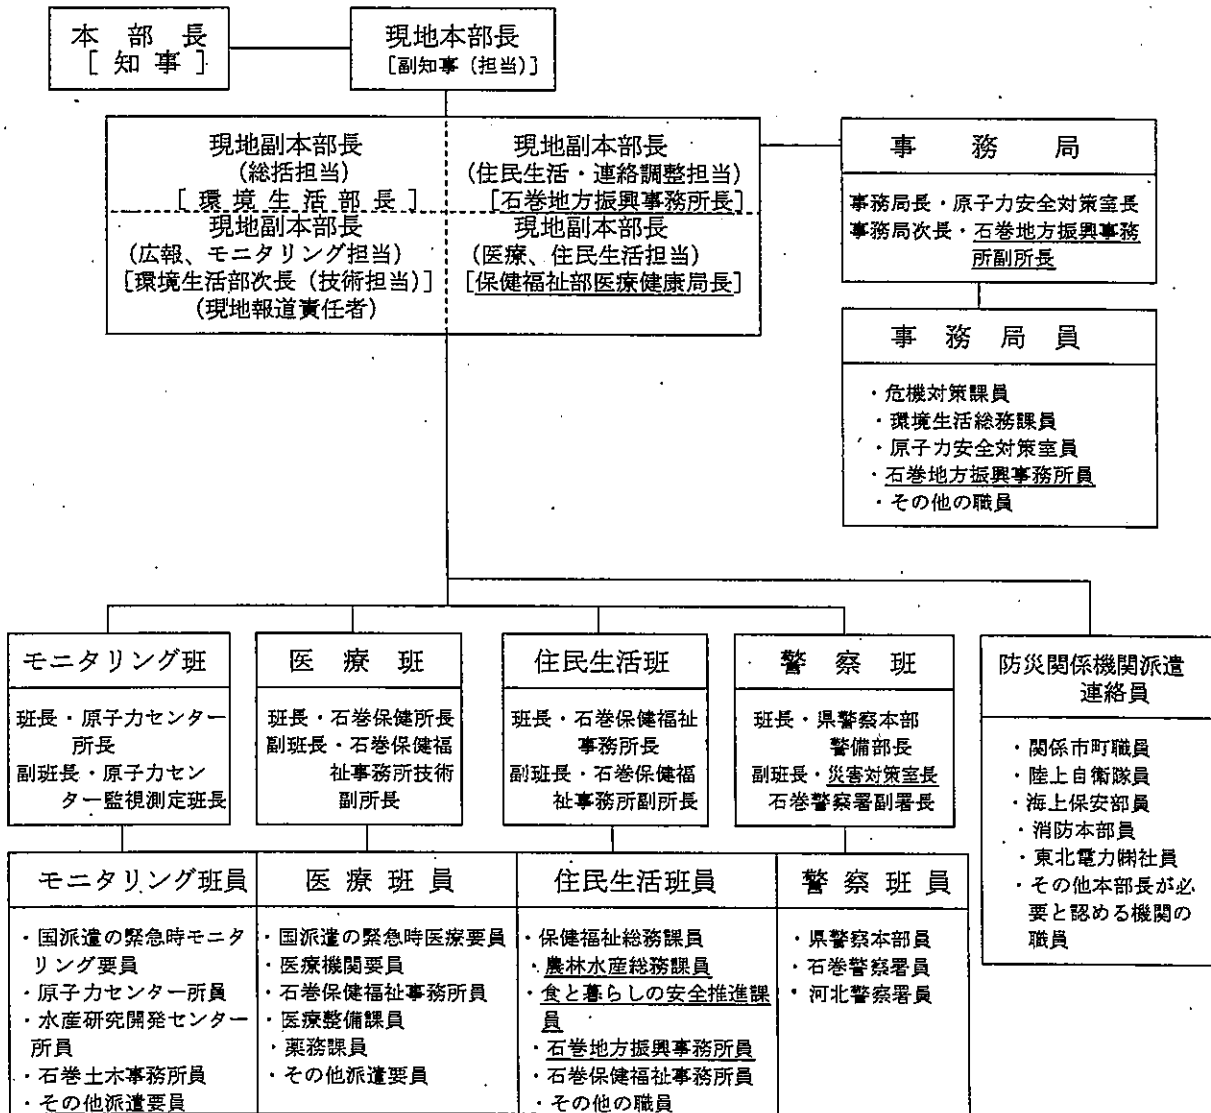 本部長
[知事]
現地本部長
[副知事(担当)]
現地副本部長
(総括担当)
[環境生活部長]
現地副本部長
(住民生活・連絡調整担当)
[石巻地方振興事務所長]
現地副本部長
(広報、モニタリング担当)
[環境生活部次長(技術担当)]
(現地報道責任者)
現地副本部長
(医療、住民生活担当)
[保健福祉部医療健康局長]
事務局
事務局長・原子力安全対策室長
事務局次長・石巻地方振興事務
所副所長
事務局員
・危機対策課員
・環境生活総務課員
・原子力安全対策室員
・石巻地方振興事務所員
・その他の職員
モニタリング班
班長・原子力センター
所長
副班長・原子力セン
ター監視測定班長
医療班
班長・石巻保健所長
副班長・石巻保健福
祉事務所技術
副所長
住民生活班
班長・石巻保健福祉
事務所長
副班長・石巻保健福
祉事務所副所長
警察班
班長・県警察本部
警備部長
副班長・災害対策室長
石巻警察署副署長
防災関係機関派遣
連絡員
・関係市町職員
・陸上自衛隊員
・海上保安部員
・消防本部員
・東北電力㈱社員
・その他本部長が必
要と認める機関の
職員
モニタリング班員
・国派遣の緊急時モニタ
リング要員
・原子力センター所員
・水産研究開発センター
所員
・石巻土木事務所員
・その他派遣要員
医療班員
・国派遣の緊急時医療要員
・医療機関要員
・石巻保健福祉事務所員
・医療整備課員
・薬務課員
・その他派遣要員
住民生活班員
・保健福祉総務課員
・農林水産総務課員
・食と暮らしの安全推進課
員
・石巻地方振興事務所員
・石巻保健福祉事務所員
・その他の職員
警察班員
・県警察本部員
・石巻警察署員
・河北警察署員